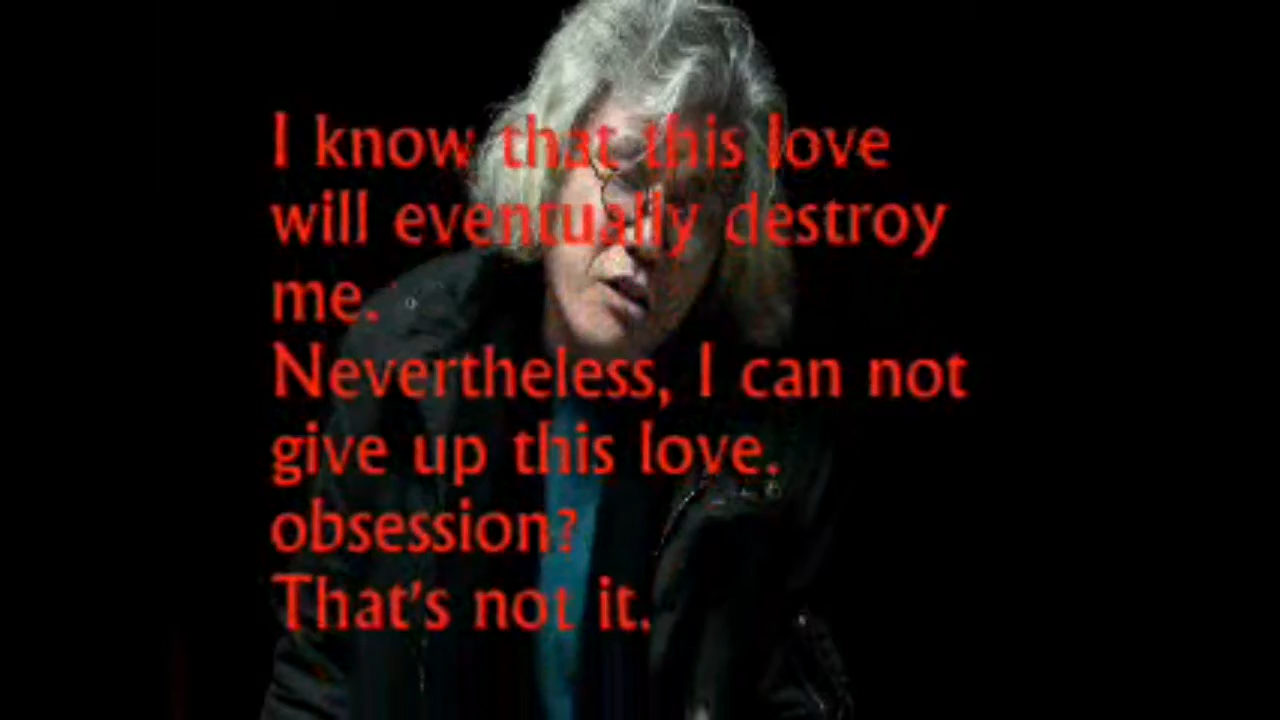 I know that this love
will eventually destroy
me.
Nevertheless, I can not
give up this love.
obsession?
That's not it.